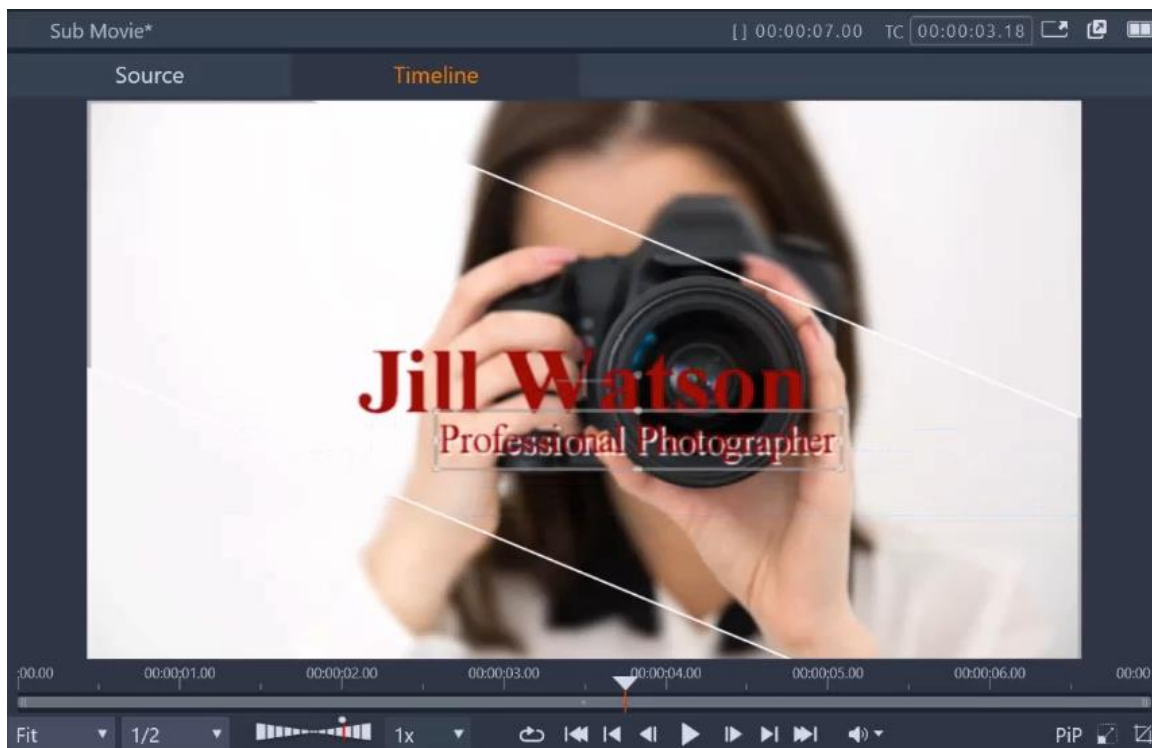 Sub Movie* [] 00:00:07.00 TC 00:00:03.18
Source Timeline
Jill Watson
Professional Photographer
:00.00 00:00:01.00 00:00:02.00 00:00:03.00 00:00:04.00 00:00:05.00 00:00:06.00 00:00
Fit 1/2 1x PiP